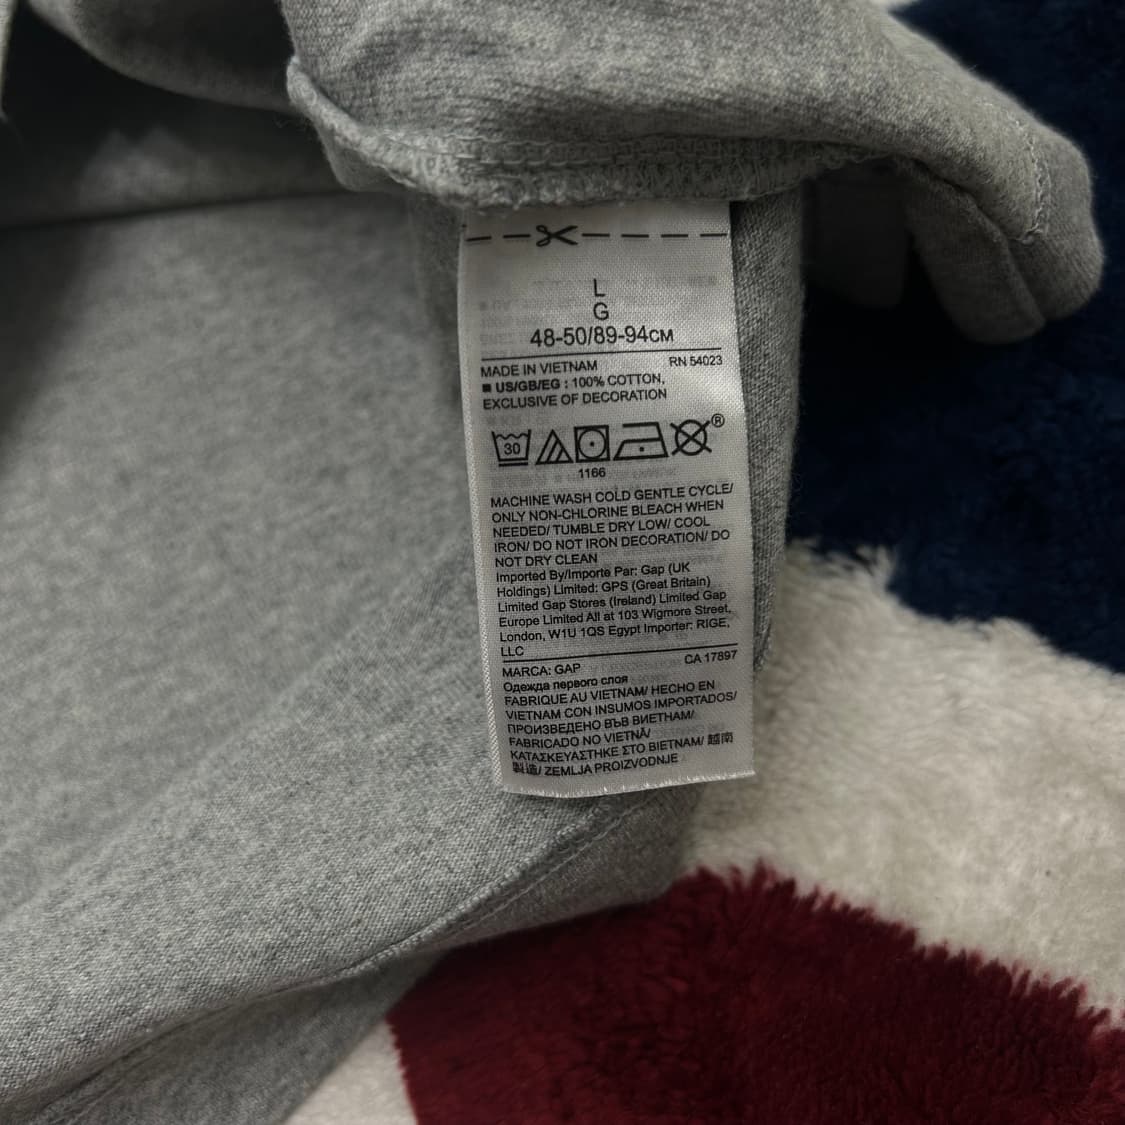 L
G
48-50/89-94CM
MADE IN VIETNAM RN 54023
■ US/GB/EG : 100% COTTON,
EXCLUSIVE OF DECORATION
30 ®
1166
MACHINE WASH COLD GENTLE CYCLE/
ONLY NON-CHLORINE BLEACH WHEN
NEEDED/ TUMBLE DRY LOW/ COOL
IRON/ DO NOT IRON DECORATION/ DO
NOT DRY CLEAN
Imported By/Importe Par: Gap (UK
Holdings) Limited: GPS (Great Britain)
Limited Gap Stores (Ireland) Limited Gap
Europe Limited All at 103 Wigmore Street,
London, W1U 1QS Egypt Importer: RIGE,
LLC
MARCA: GAP CA 17897
Одежда первого слоя
FABRIQUE AU VIETNAM/ HECHO EN
VIETNAM CON INSUMOS IMPORTADOS/
ПРОИЗВЕДЕНО ВЪВ ВИЕТНАМ/
FABRICADO NO VIETNÃ/
ΚΑΤΑΣΚΕΥΑΣΤΗΚΕ ΣΤΟ ΒΙΕΤΝΑΜ/ 越南
製造/ ZEMLJA PROIZVODNJE